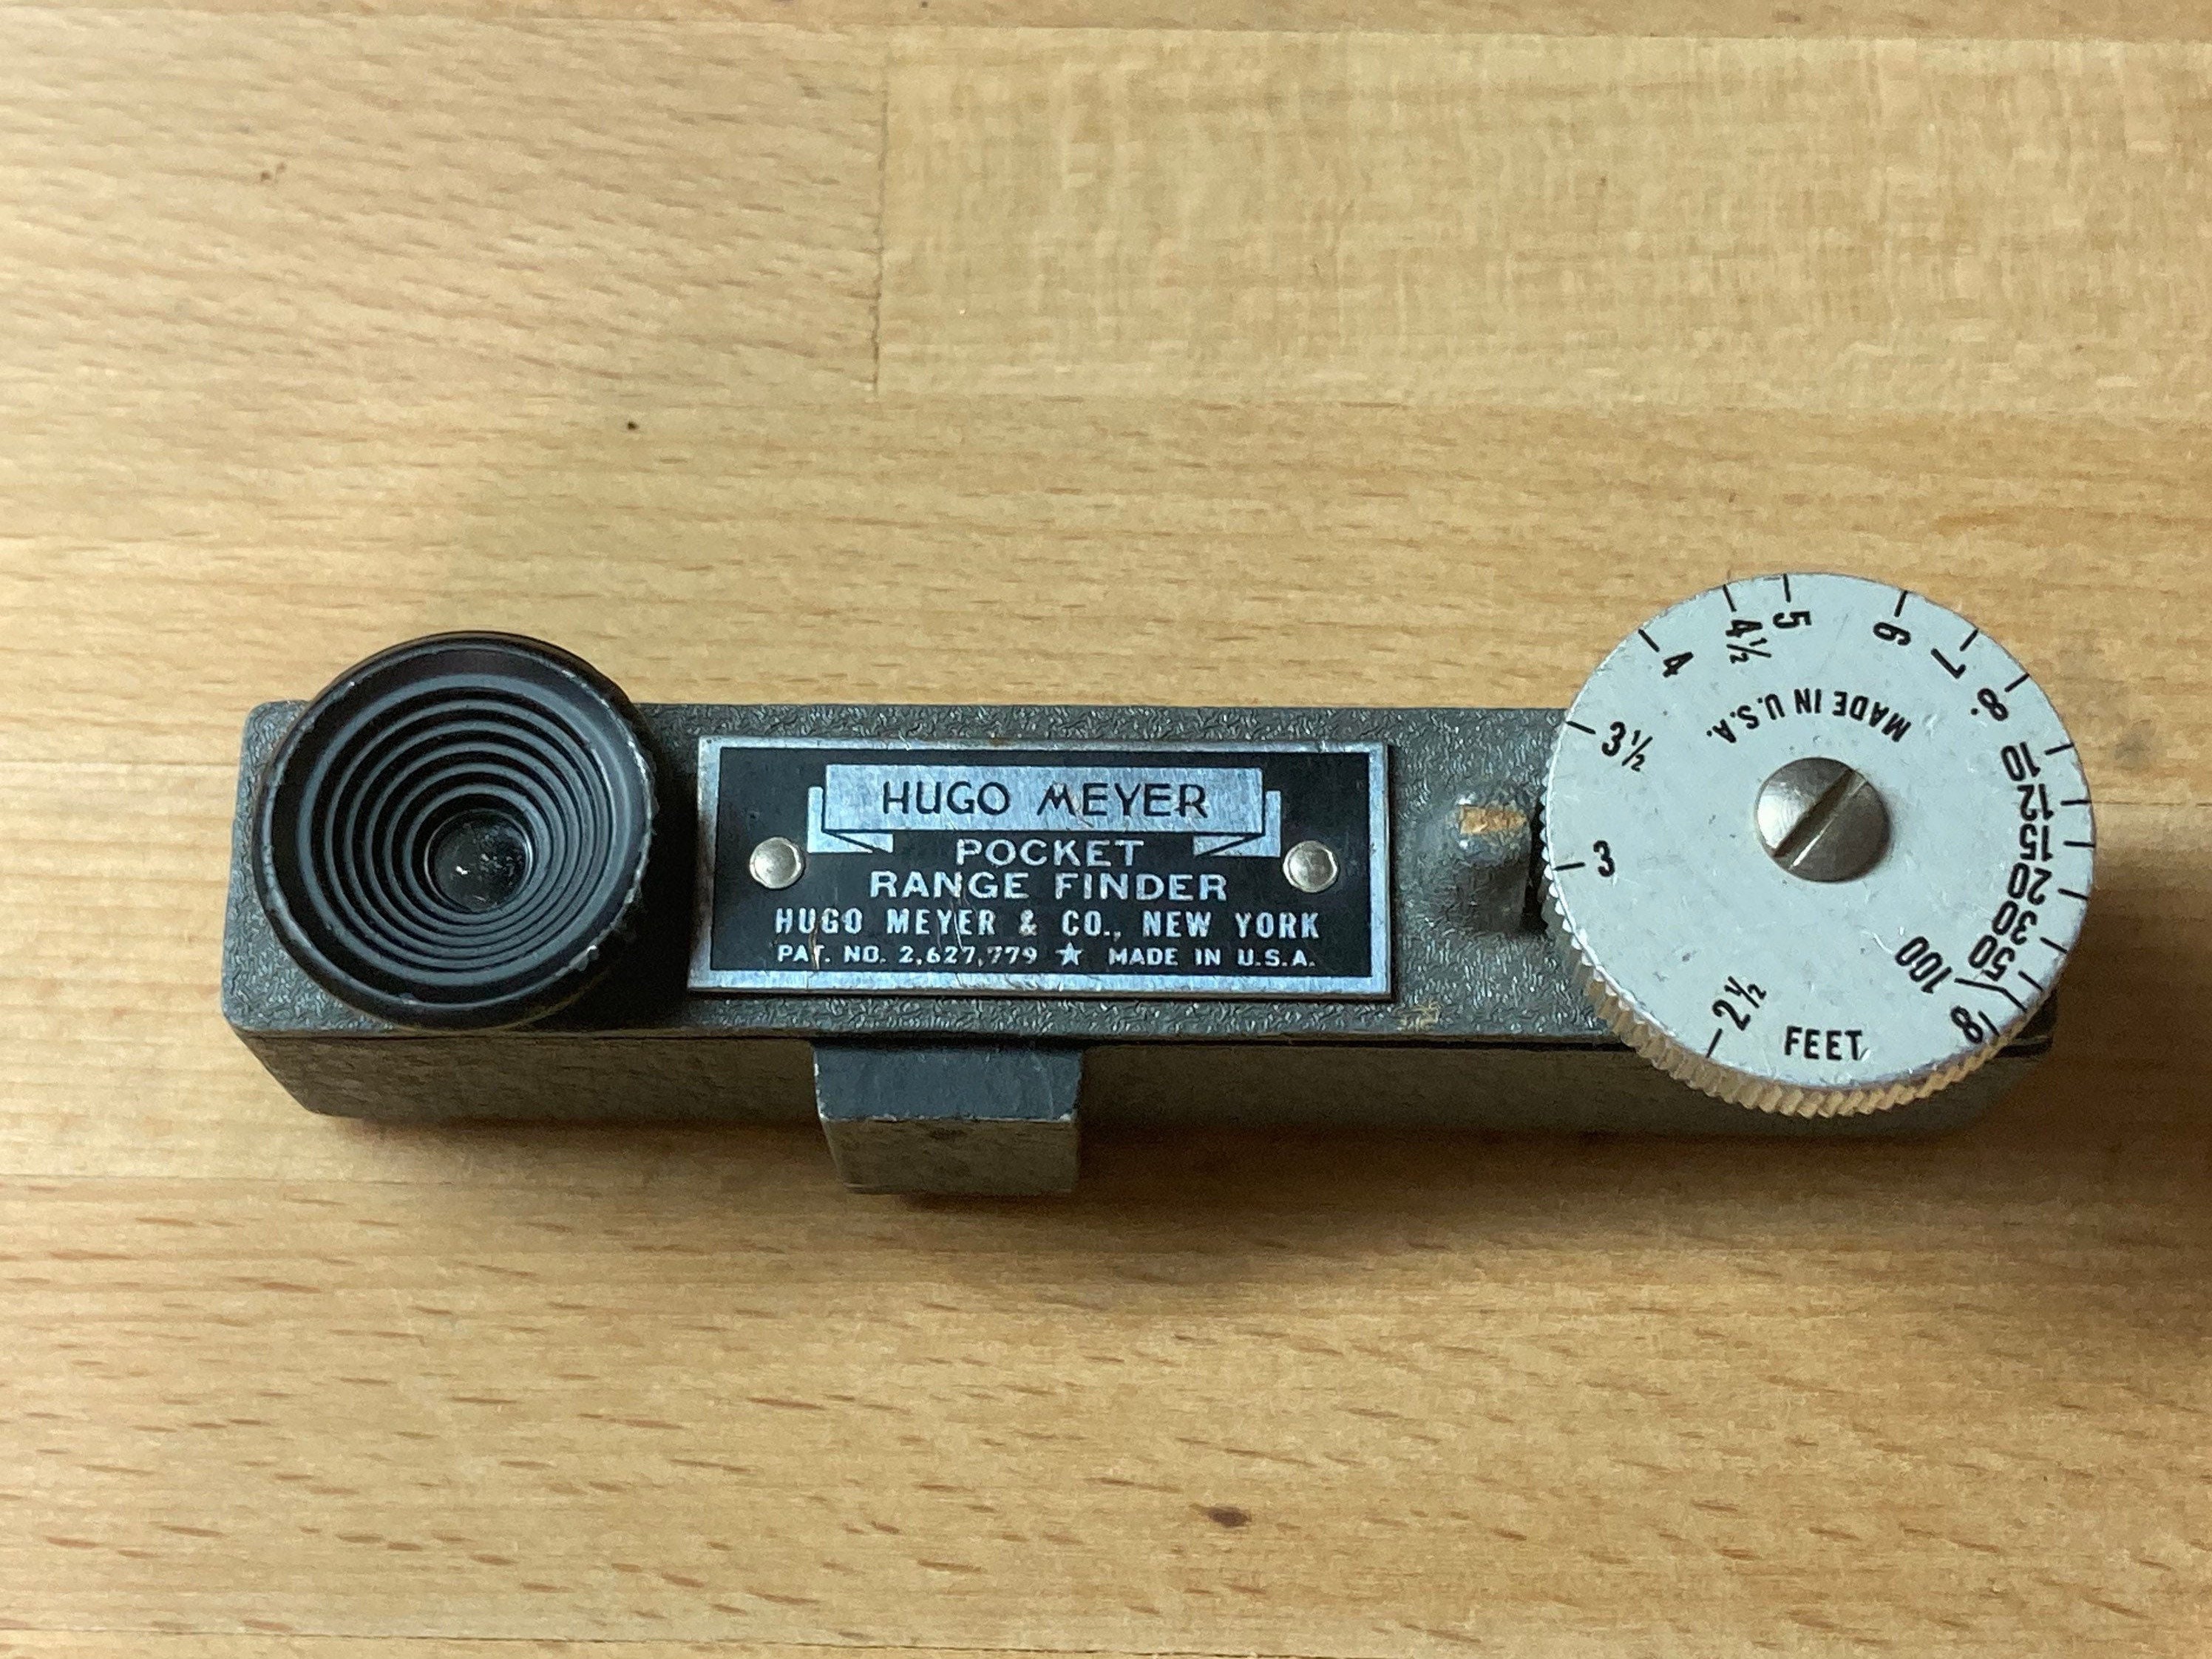 HUGO MEYER
POCKET
RANGE FINDER
HUGO MEYER & CO., NEW YORK
PAT. NO. 2,627,779 ★ MADE IN U.S.A.
2½
3
3½
4
4½
5
6
7
8
10
12
15
20
30
50
100
∞
FEET
MADE IN U.S.A.